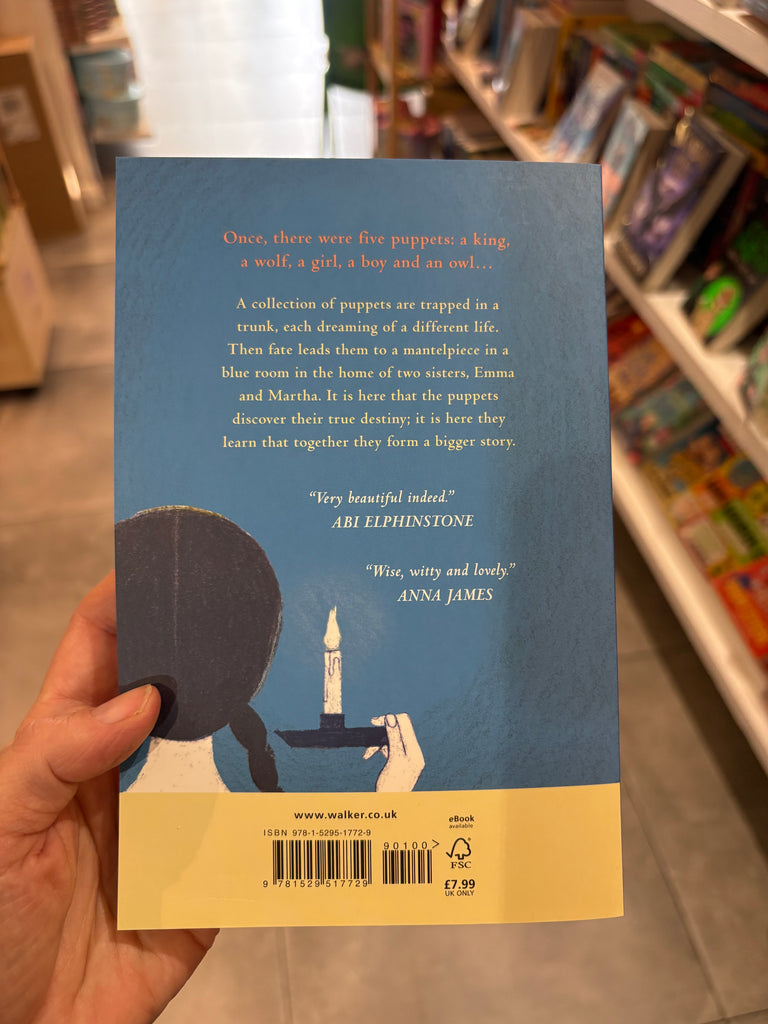 Once, there were five puppets: a king,
a wolf, a girl, a boy and an owl…
A collection of puppets are trapped in a
trunk, each dreaming of a different life.
Then fate leads them to a mantelpiece in a
blue room in the home of two sisters, Emma
and Martha. It is here that the puppets
discover their true destiny; it is here they
learn that together they form a bigger story.
“Very beautiful indeed.”
ABI ELPHINSTONE
“Wise, witty and lovely.”
ANNA JAMES
www.walker.co.uk
ISBN 978-1-5295-1772-9
90100>
9 781529 517729
eBook
available
FSC
£7.99
UK ONLY